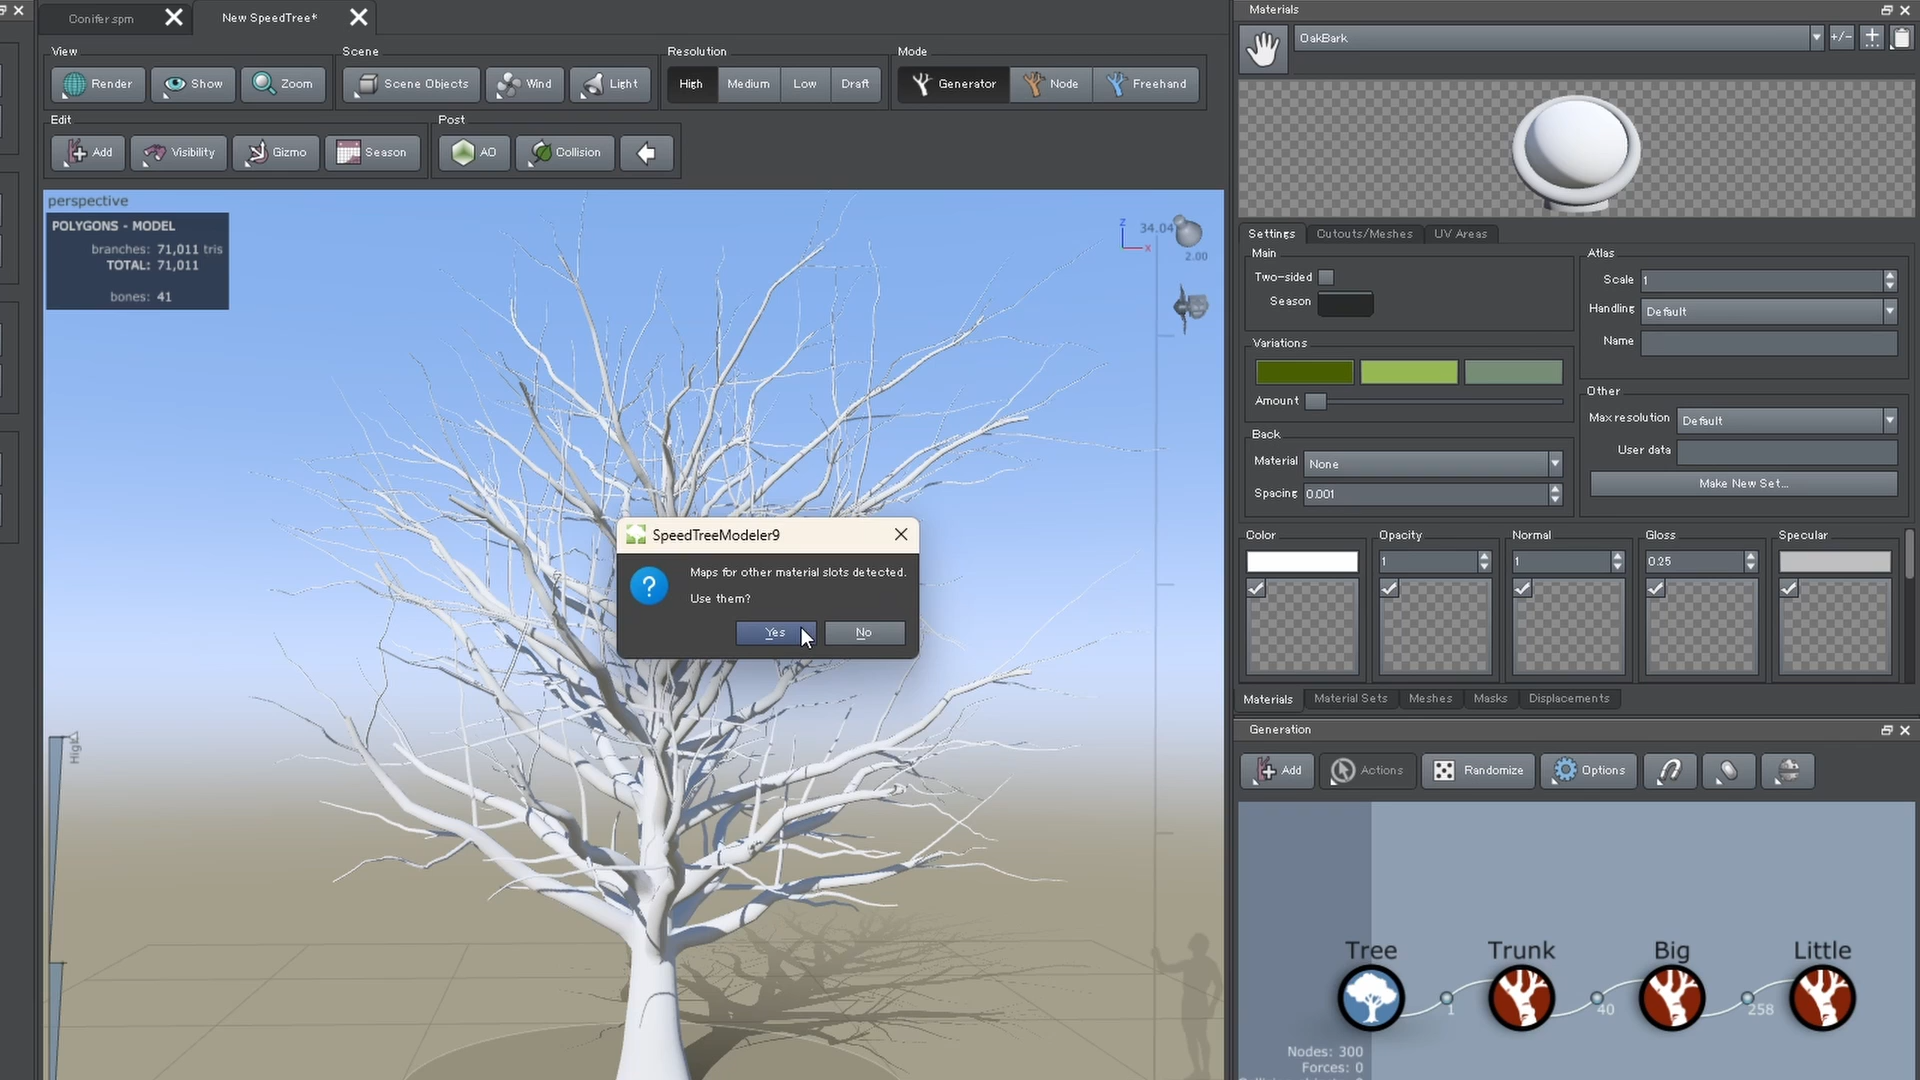 Conifer.spm
New SpeedTree*
View
Render
Show
Zoom
Scene
Scene Objects
Wind
Light
Resolution
High
Medium
Low
Draft
Mode
Generator
Node
Freehand
Edit
Add
Visibility
Gizmo
Season
Post
AO
Collision
perspective
POLYGONS - MODEL
branches: 71,011 tris
TOTAL: 71,011
bones: 41
z
x
34.04
2.00
High
SpeedTreeModeler9
Maps for other material slots detected.
Use them?
Yes
No
Materials
OakBark
+/-
Settings
Cutouts/Meshes
UV Areas
Main
Two-sided
Season
Variations
Amount
Back
Material None
Spacing 0.001
Atlas
Scale 1
Handling Default
Name
Other
Max resolution Default
User data
Make New Set...
Color
Opacity
Normal
Gloss
Specular
1
1
0.25
Materials
Material Sets
Meshes
Masks
Displacements
Generation
Add
Actions
Randomize
Options
Tree
Trunk
Big
Little
1
40
258
Nodes: 300
Forces: 0